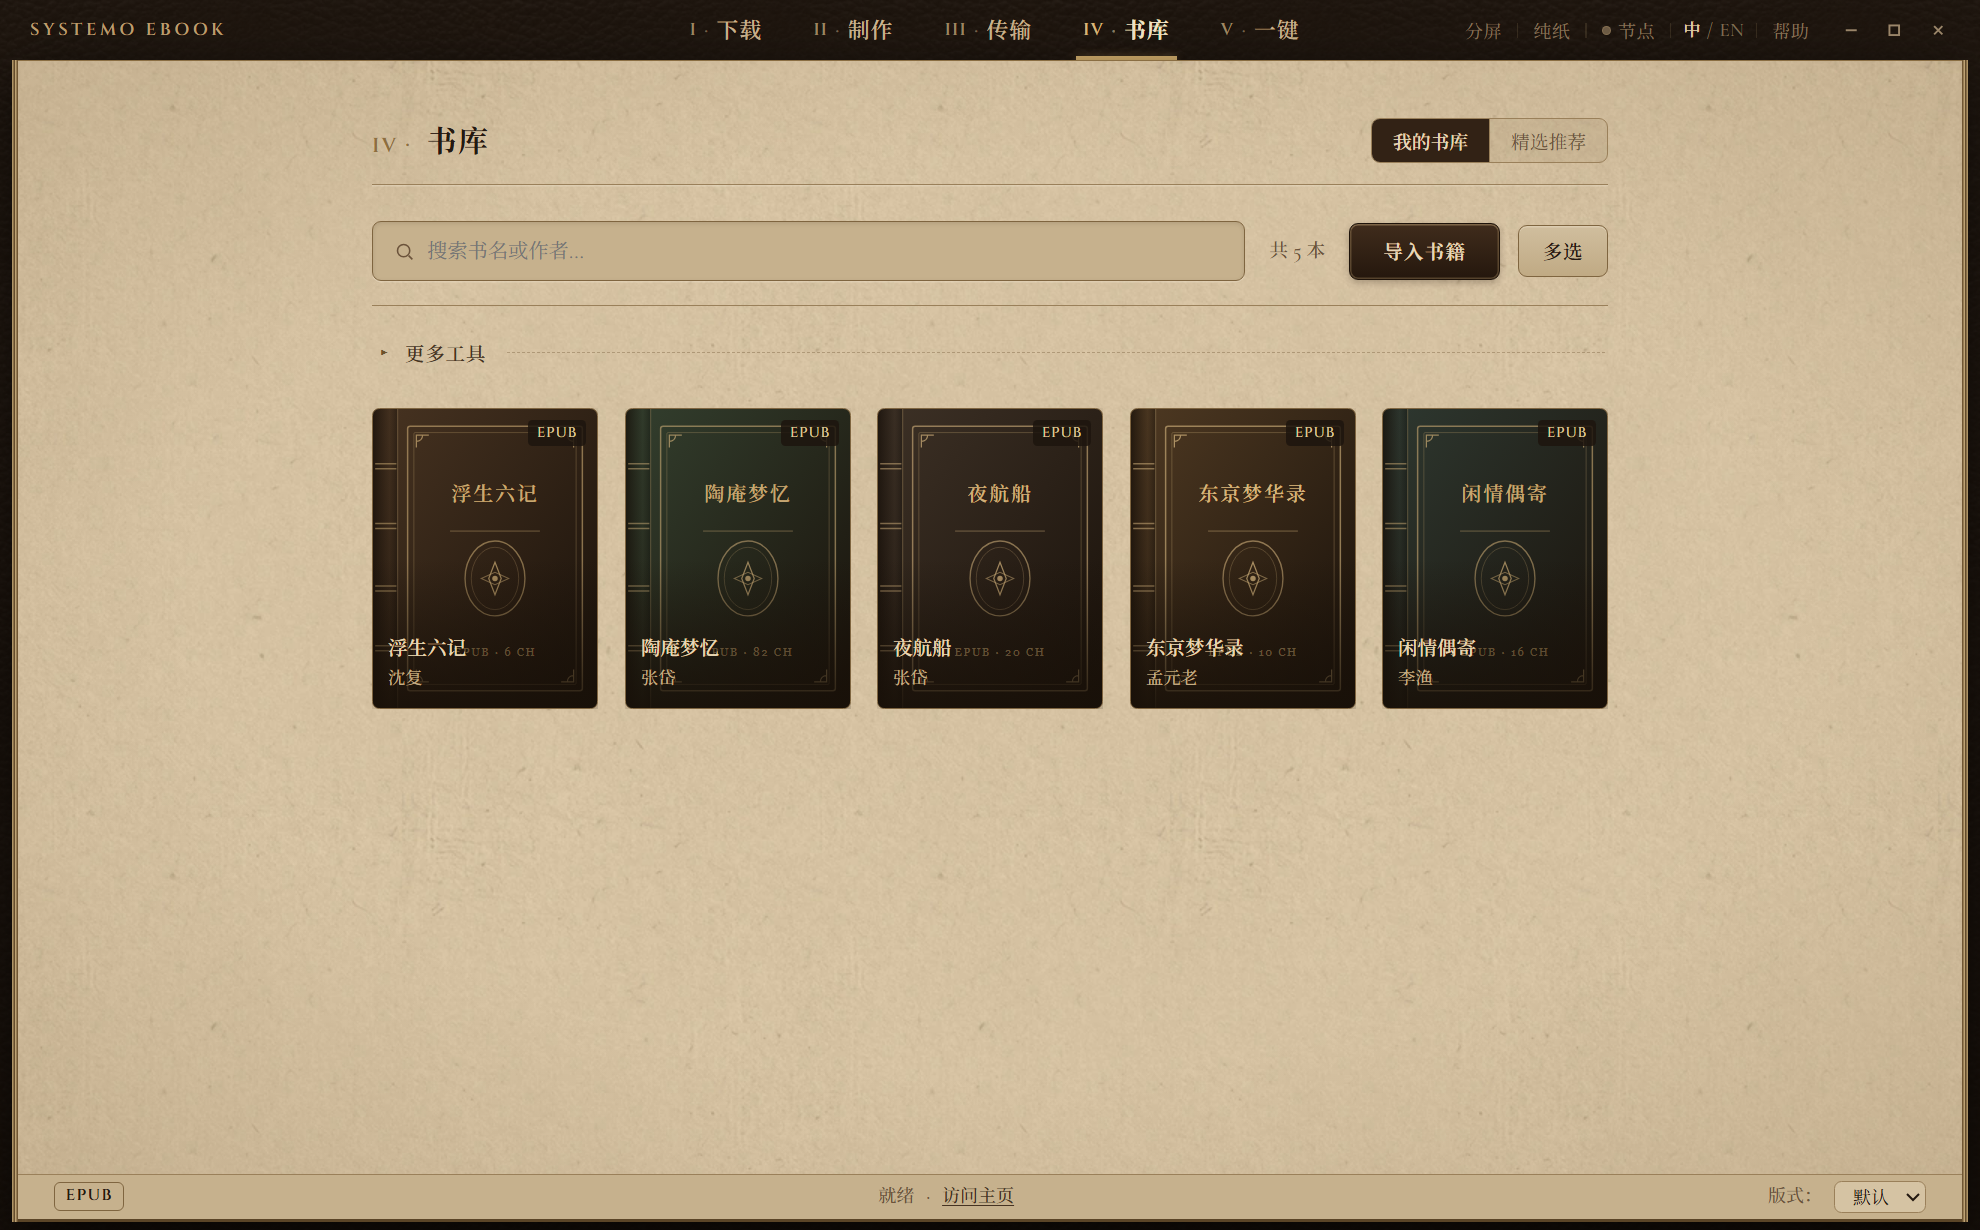 SYSTEMO EBOOK
I · 下载
II · 制作
III · 传输
IV · 书库
V · 一键
分屏
纯纸
节点
中 / EN
帮助
IV · 书库
我的书库
精选推荐
搜索书名或作者...
共 5 本
导入书籍
多选
更多工具
EPUB
浮生六记
浮生六记
PUB · 6 CH
沈复
EPUB
陶庵梦忆
陶庵梦忆
UB · 82 CH
张岱
EPUB
夜航船
夜航船
EPUB · 20 CH
张岱
EPUB
东京梦华录
东京梦华录
· 10 CH
孟元老
EPUB
闲情偶寄
闲情偶寄
UB · 16 CH
李渔
EPUB
就绪 · 访问主页
版式：
默认